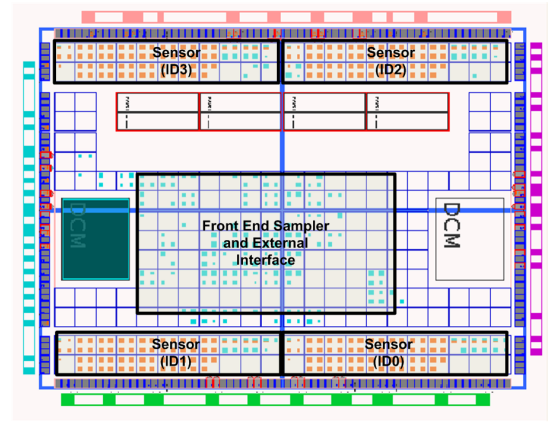 Sensor
(ID3)
Sensor
(ID2)
DCM
Front End Sampler
and External
Interface
DCM
Sensor
(ID1)
Sensor
(ID0)